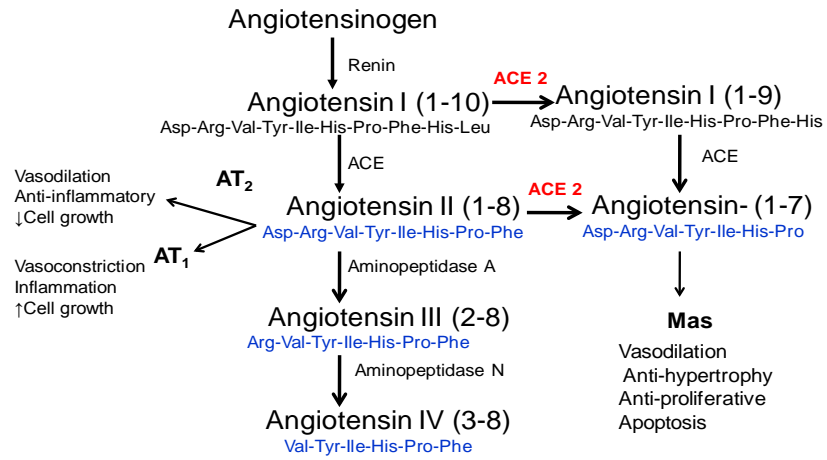 Angiotensinogen
Renin
ACE 2
Angiotensin I (1-10)
Angiotensin I (1-9)
Asp-Arg-Val-Tyr-Ile-His-Pro-Phe-His-Leu
Asp-Arg-Val-Tyr-Ile-His-Pro-Phe-His
ACE
ACE
Vasodilation
Anti-inflammatory
↓Cell growth
AT2
ACE 2
Angiotensin II (1-8)
Angiotensin- (1-7)
Asp-Arg-Val-Tyr-Ile-His-Pro-Phe
Asp-Arg-Val-Tyr-Ile-His-Pro
Vasoconstriction
Inflammation
↑Cell growth
AT1
Aminopeptidase A
Angiotensin III (2-8)
Arg-Val-Tyr-Ile-His-Pro-Phe
Aminopeptidase N
Angiotensin IV (3-8)
Val-Tyr-Ile-His-Pro-Phe
Mas
Vasodilation
Anti-hypertrophy
Anti-proliferative
Apoptosis